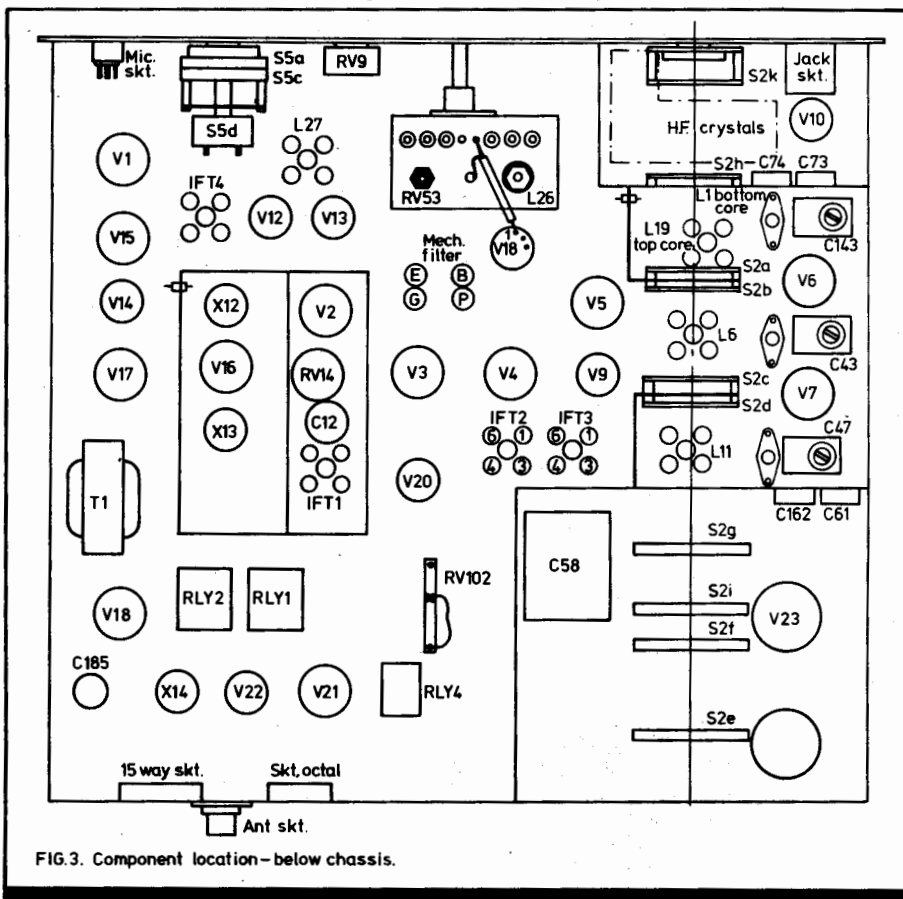 Mic.
skt.
S5a
S5c
RV9
S2k
Jack
skt.
S5d
L27
H.F. crystals
V10
V1
IFT4
RV53
L26
S2h
C74
C73
V12
V13
L1 bottom
core
V15
Mech.
filter
1
V18
L19
top core
C143
E
B
G
P
S2a
S2b
V6
V14
X12
V2
V5
L6
C43
V17
V16
RV14
V3
V4
V9
S2c
S2d
V7
X13
C12
IFT2
IFT3
C47
6
1
6
1
4
3
4
3
L11
T1
IFT1
V20
C162
C61
C58
S2g
RLY2
RLY1
RV102
V18
S2i
V23
S2f
C185
X14
V22
V21
RLY4
S2e
15 way skt.
Skt, octal
Ant skt.
FIG.3. Component location – below chassis.